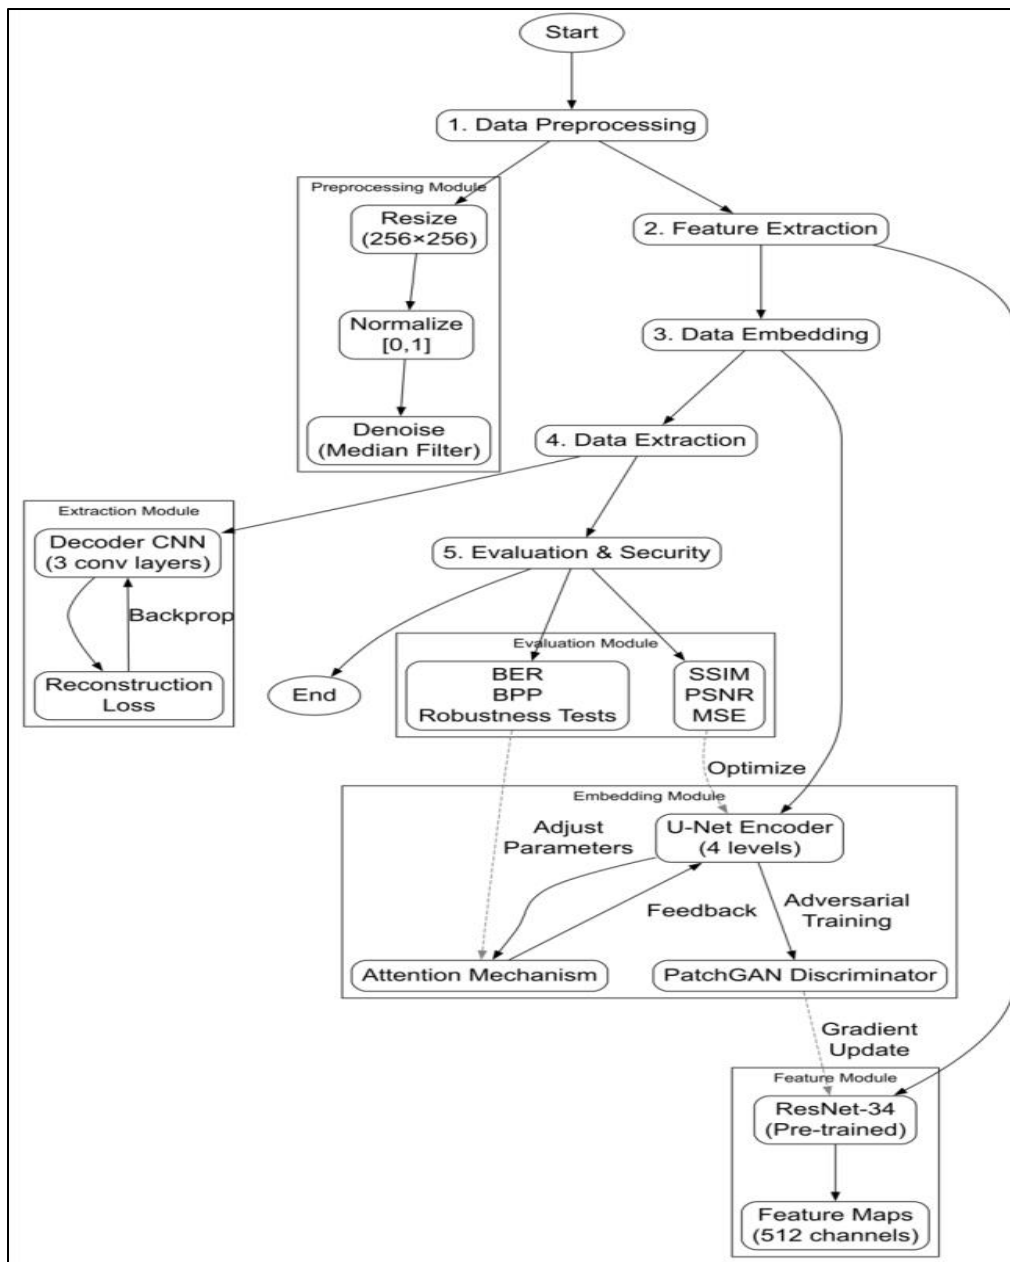 Start
1. Data Preprocessing
Preprocessing Module
Resize
(256×256)
2. Feature Extraction
Normalize
[0,1]
3. Data Embedding
Denoise
(Median Filter)
4. Data Extraction
Extraction Module
Decoder CNN
(3 conv layers)
5. Evaluation & Security
Backprop
Evaluation Module
Reconstruction
Loss
End
BER
BPP
Robustness Tests
SSIM
PSNR
MSE
Optimize
Embedding Module
Adjust
Parameters
U-Net Encoder
(4 levels)
Feedback
Adversarial
Training
Attention Mechanism
PatchGAN Discriminator
Gradient
Update
Feature Module
ResNet-34
(Pre-trained)
Feature Maps
(512 channels)